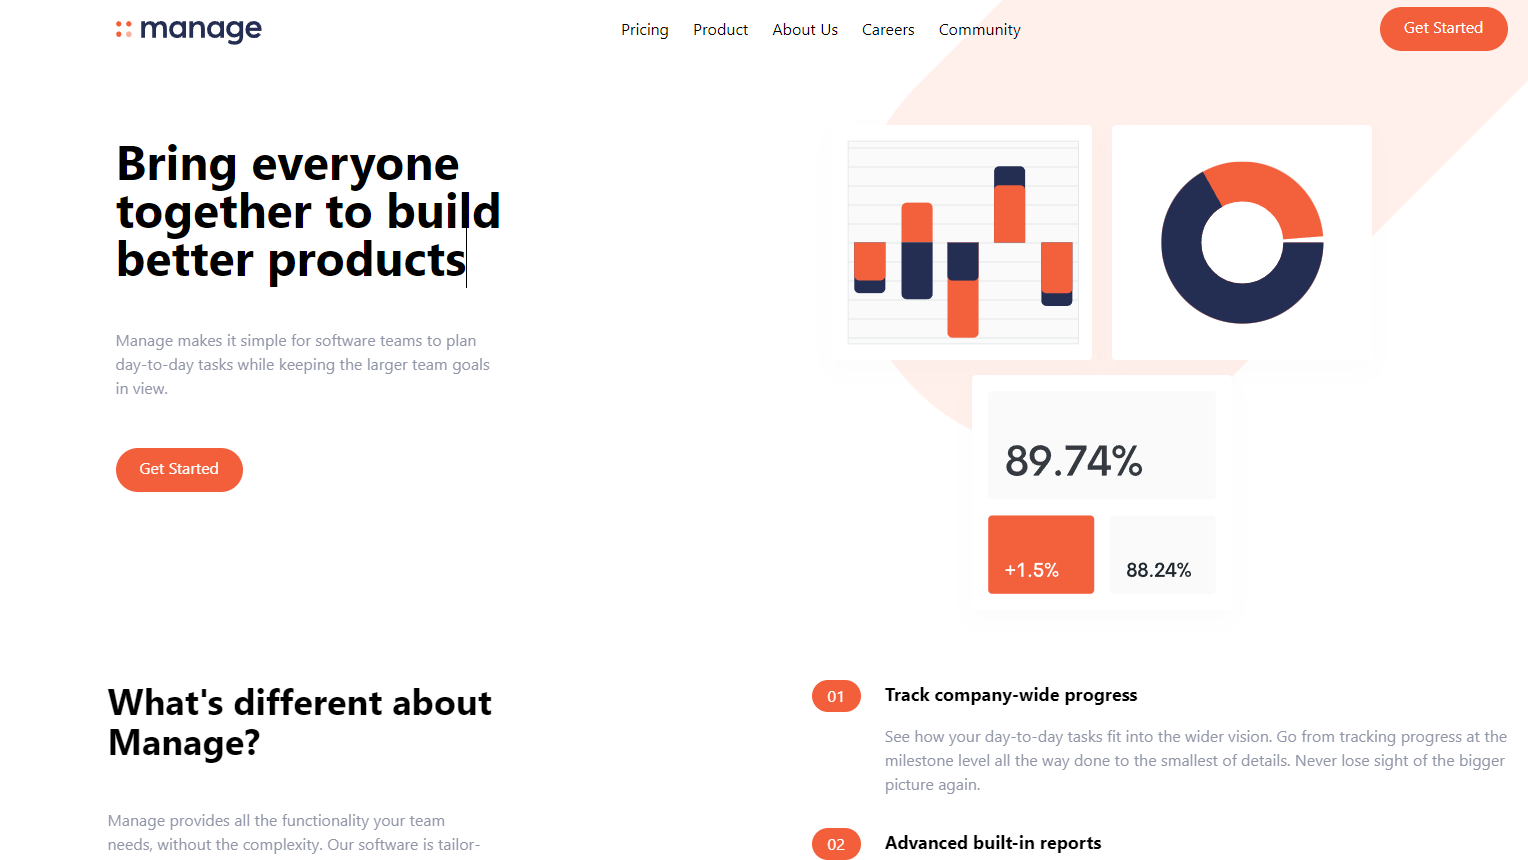 manage
Pricing Product About Us Careers Community
Get Started
Bring everyone
together to build
better products
Manage makes it simple for software teams to plan
day-to-day tasks while keeping the larger team goals
in view.
Get Started
89.74%
+1.5%
88.24%
What's different about
Manage?
Manage provides all the functionality your team
needs, without the complexity. Our software is tailor-
01
Track company-wide progress
See how your day-to-day tasks fit into the wider vision. Go from tracking progress at the
milestone level all the way done to the smallest of details. Never lose sight of the bigger
picture again.
02
Advanced built-in reports